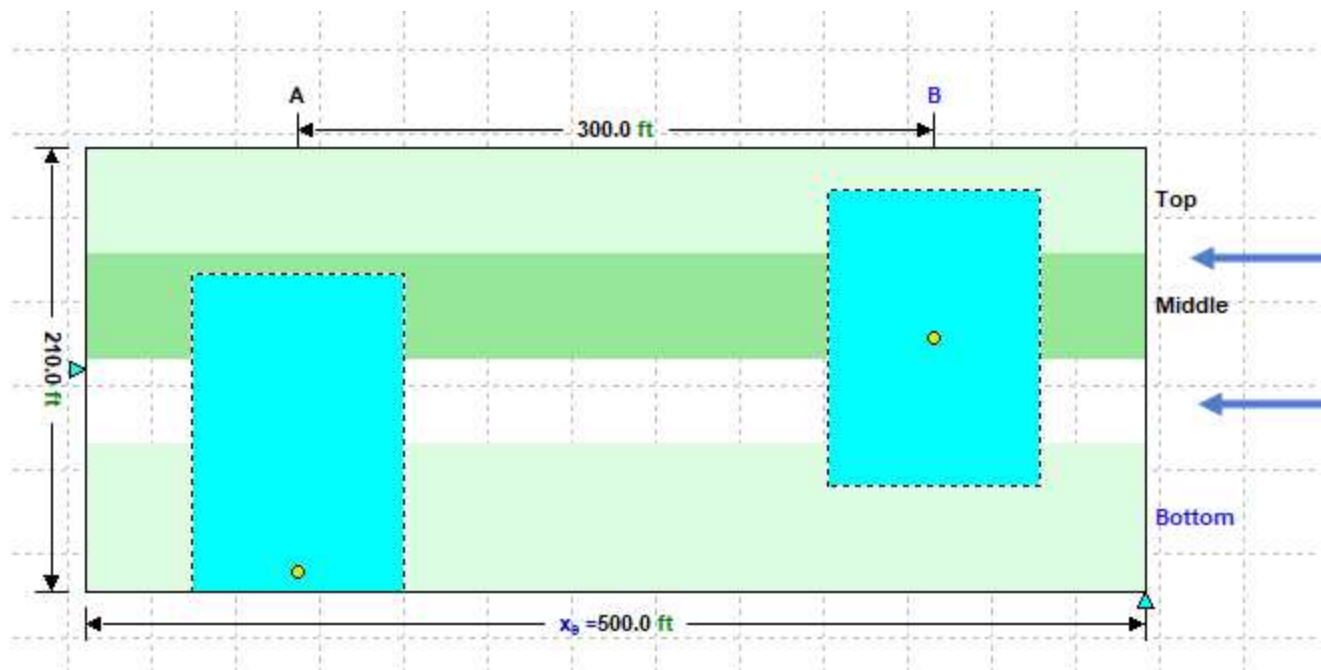 A
B
300.0 ft
Top
Middle
210.0 ft
Bottom
xₑ =500.0 ft